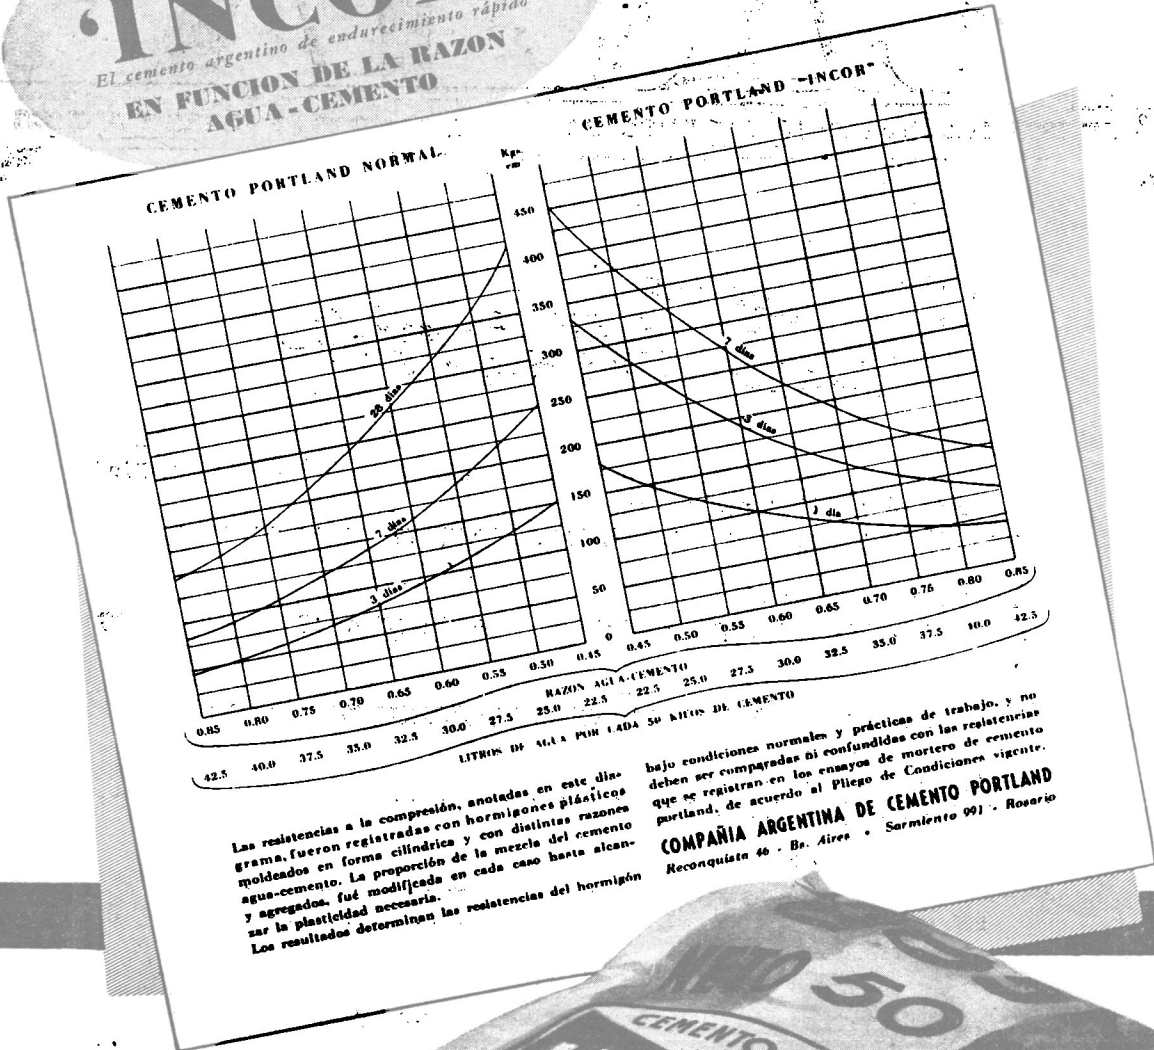 'INCOR'
El cemento argentino de endurecimiento rápido
EN FUNCION DE LA RAZON
AGUA-CEMENTO
CEMENTO PORTLAND NORMAL
CEMENTO PORTLAND "INCOR"
Kgs.
cm
450
400
350
300
250
200
150
100
50
0
28 dias
7 dias
3 dias
7 dias
3 dias
1 dia
0.85 0.80 0.75 0.70 0.65 0.60 0.55 0.50 0.45 0.45 0.50 0.55 0.60 0.65 0.70 0.75 0.80 0.85
RAZON AGUA-CEMENTO
42.5 40.0 37.5 35.0 32.5 30.0 27.5 25.0 22.5 22.5 25.0 27.5 30.0 32.5 35.0 37.5 40.0 42.5
LITROS DE AGUA POR CADA 50 KILOS DE CEMENTO
Las resistencias a la compresión, anotadas en este dia-
grama, fueron registradas con hormigones plásticos
moldeados en forma cilíndrica y con distintas razones
agua-cemento. La proporción de la mezcla del cemento
y agregados, fué modificada en cada caso hasta alcan-
zar la plasticidad necesaria.
Los resultados determinan las resistencias del hormigón
bajo condiciones normales y prácticas de trabajo, y no
deben ser comparadas ni confundidas con las resistencias
que se registran en los ensayos de mortero de cemento
portland, de acuerdo al Pliego de Condiciones vigente.
COMPAÑIA ARGENTINA DE CEMENTO PORTLAND
Reconquista 46 - Bs. Aires • Sarmiento 991 - Rosario
NETO 50
CEMENTO